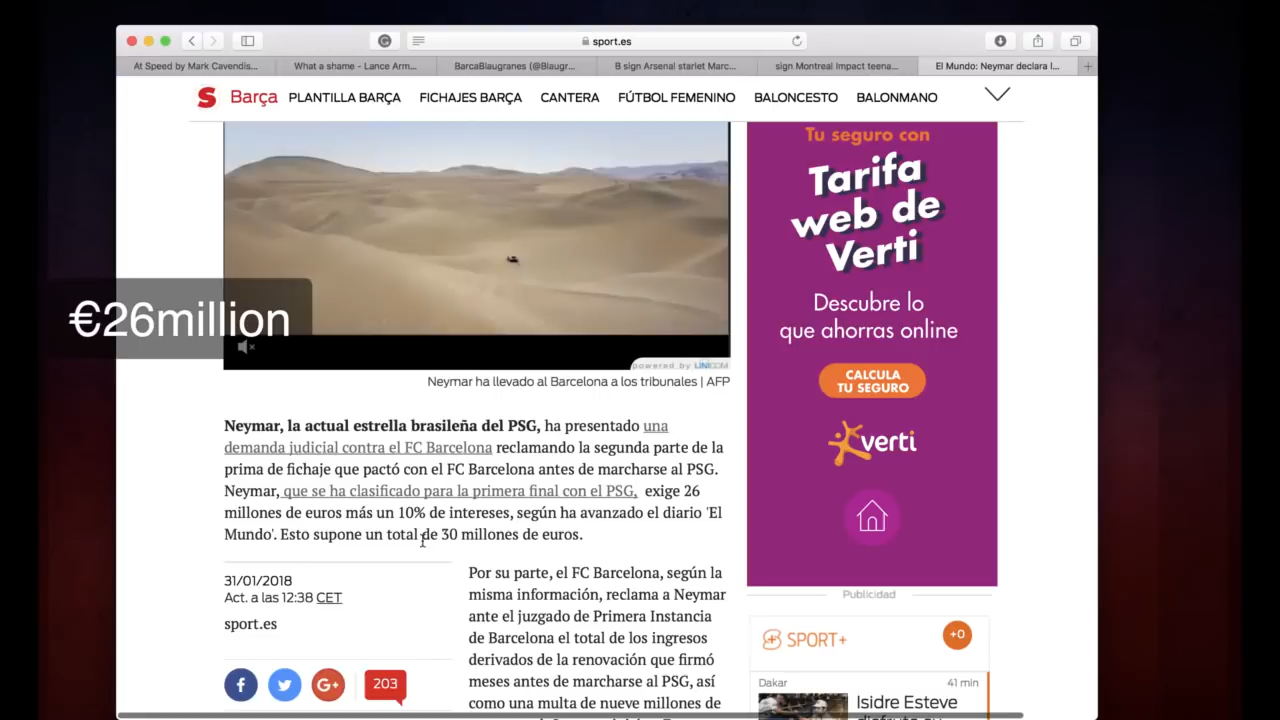 sport.es
At Speed by Mark Cavendis...
What a shame - Lance Arm...
BarcaBlaugranes (@Blaugr...
B sign Arsenal starlet Marc...
sign Montreal Impact teena...
El Mundo: Neymar declara l...
S Barça PLANTILLA BARÇA FICHAJES BARÇA CANTERA FÚTBOL FEMENINO BALONCESTO BALONMANO
€26million
powered by UNICOM
Neymar ha llevado al Barcelona a los tribunales | AFP
Neymar, la actual estrella brasileña del PSG, ha presentado una
demanda judicial contra el FC Barcelona reclamando la segunda parte de la
prima de fichaje que pactó con el FC Barcelona antes de marcharse al PSG.
Neymar, que se ha clasificado para la primera final con el PSG, exige 26
millones de euros más un 10% de intereses, según ha avanzado el diario 'El
Mundo'. Esto supone un total de 30 millones de euros.
31/01/2018
Act. a las 12:38 CET
sport.es
203
Por su parte, el FC Barcelona, según la
misma información, reclama a Neymar
ante el juzgado de Primera Instancia
de Barcelona el total de los ingresos
derivados de la renovación que firmó
meses antes de marcharse al PSG, así
como una multa de nueve millones de
Tu seguro con
Tarifa
web de
Verti
Descubre lo
que ahorras online
CALCULA
TU SEGURO
verti
Publicidad
SPORT+
+0
Dakar
41 min
Isidre Esteve